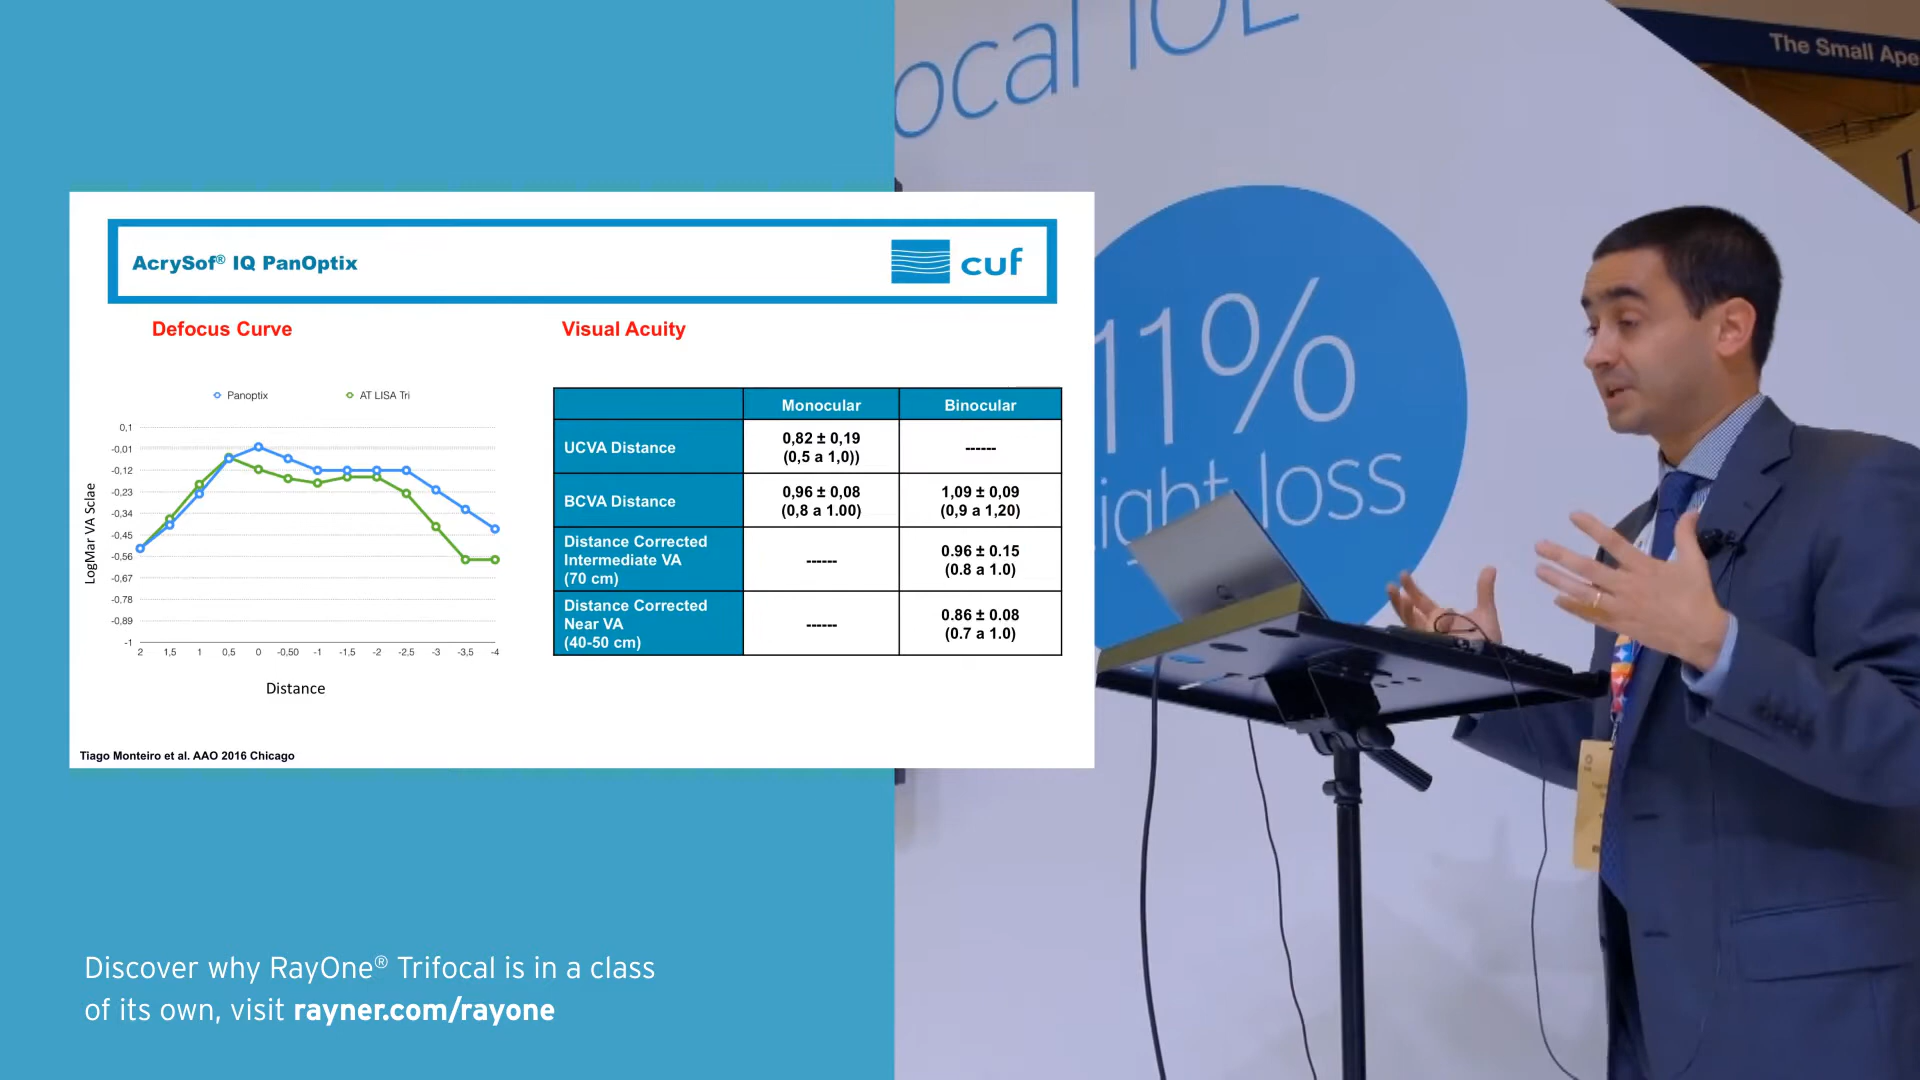 ocal IOL
The Small Ape
11%
ight loss
AcrySof® IQ PanOptix
cuf
Defocus Curve
Visual Acuity
Panoptix
AT LISA Tri
LogMar VA Sclae
0,1
-0,01
-0,12
-0,23
-0,34
-0,45
-0,56
-0,67
-0,78
-0,89
-1
2 1,5 1 0,5 0 -0,50 -1 -1,5 -2 -2,5 -3 -3,5 -4
Distance
Monocular Binocular
UCVA Distance
0,82 ± 0,19
(0,5 a 1,0))
------
BCVA Distance
0,96 ± 0,08
(0,8 a 1.00)
1,09 ± 0,09
(0,9 a 1,20)
Distance Corrected
Intermediate VA
(70 cm)
------
0.96 ± 0.15
(0.8 a 1.0)
Distance Corrected
Near VA
(40-50 cm)
------
0.86 ± 0.08
(0.7 a 1.0)
Tiago Monteiro et al. AAO 2016 Chicago
Discover why RayOne® Trifocal is in a class
of its own, visit rayner.com/rayone